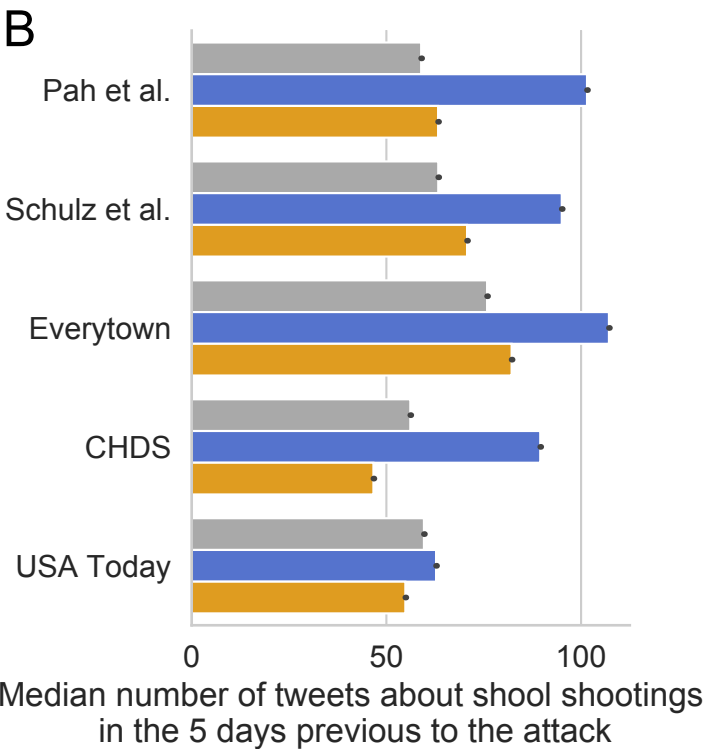 B
Pah et al.
Schulz et al.
Everytown
CHDS
USA Today
0 50 100
Median number of tweets about shool shootings
in the 5 days previous to the attack